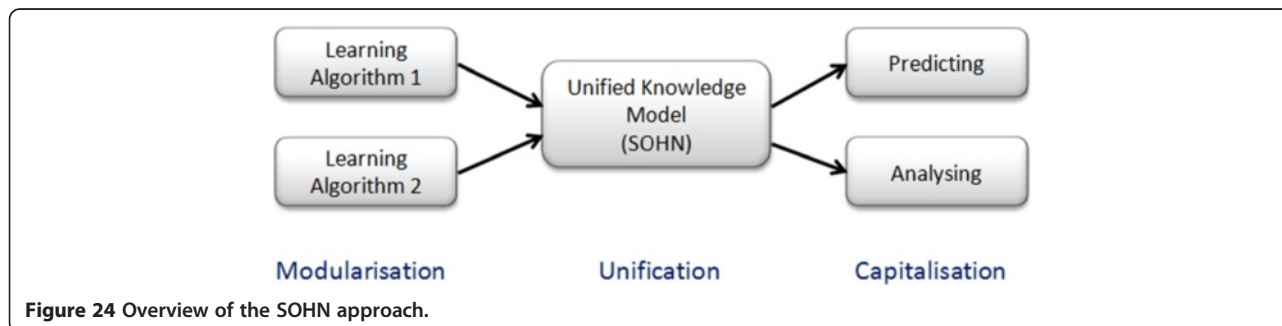 Learning
Algorithm 1
Learning
Algorithm 2
Unified Knowledge
Model
(SOHN)
Predicting
Analysing
Modularisation
Unification
Capitalisation
Figure 24 Overview of the SOHN approach.